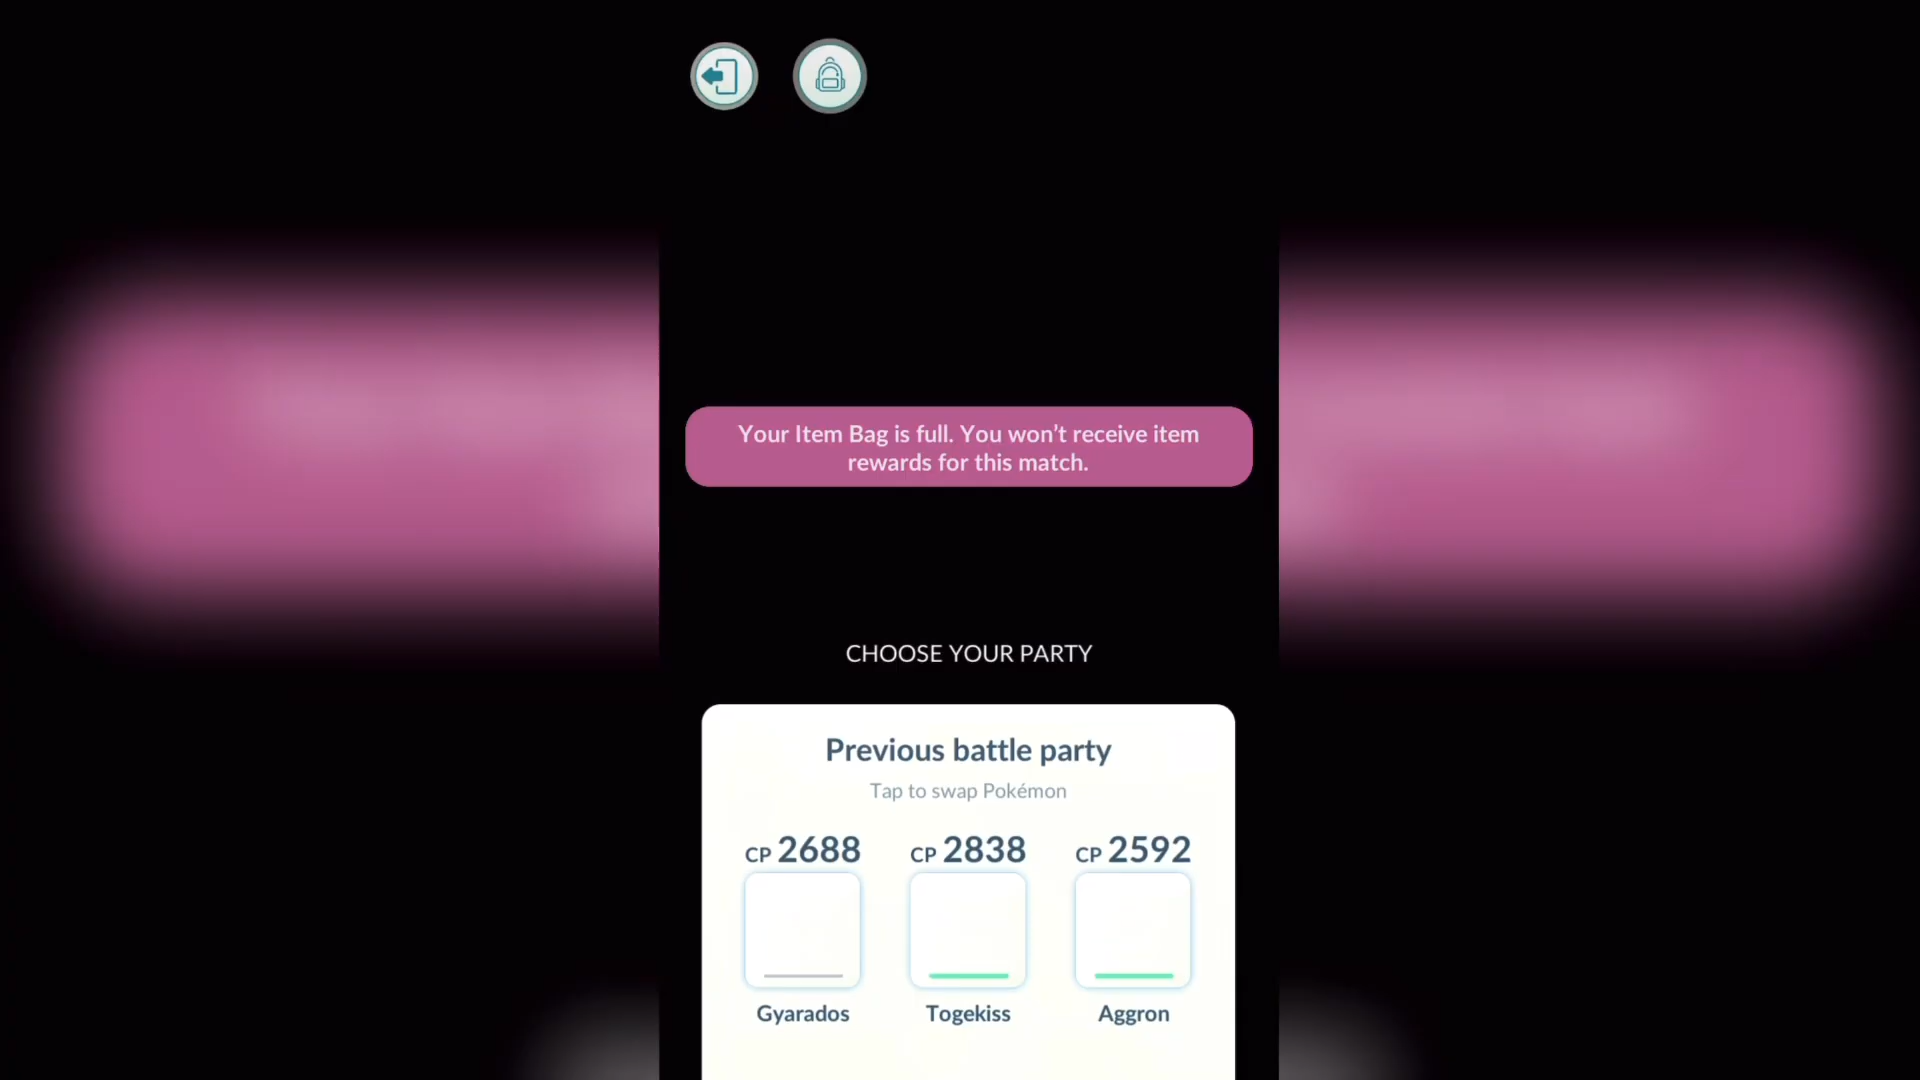 Your Item Bag is full. You won’t receive item
rewards for this match.
CHOOSE YOUR PARTY
Previous battle party
Tap to swap Pokémon
CP 2688 CP 2838 CP 2592
Gyarados Togekiss Aggron